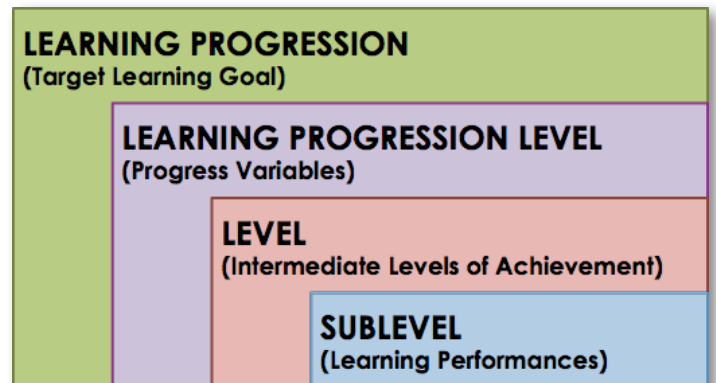 LEARNING PROGRESSION
(Target Learning Goal)
LEARNING PROGRESSION LEVEL
(Progress Variables)
LEVEL
(Intermediate Levels of Achievement)
SUBLEVEL
(Learning Performances)